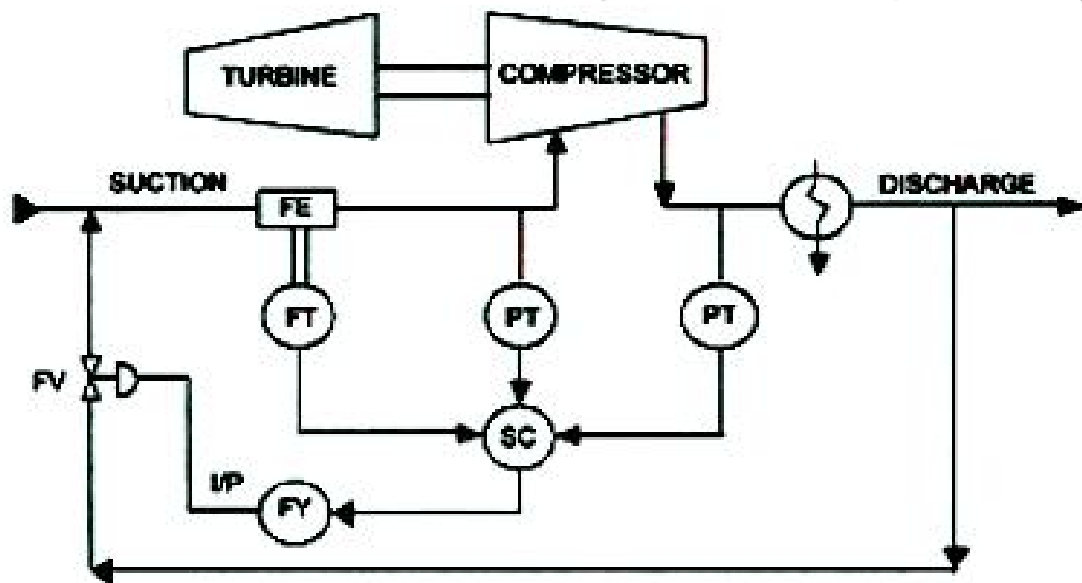 TURBINE
COMPRESSOR
SUCTION
FE
DISCHARGE
FT
PT
PT
FV
SC
I/P
FY